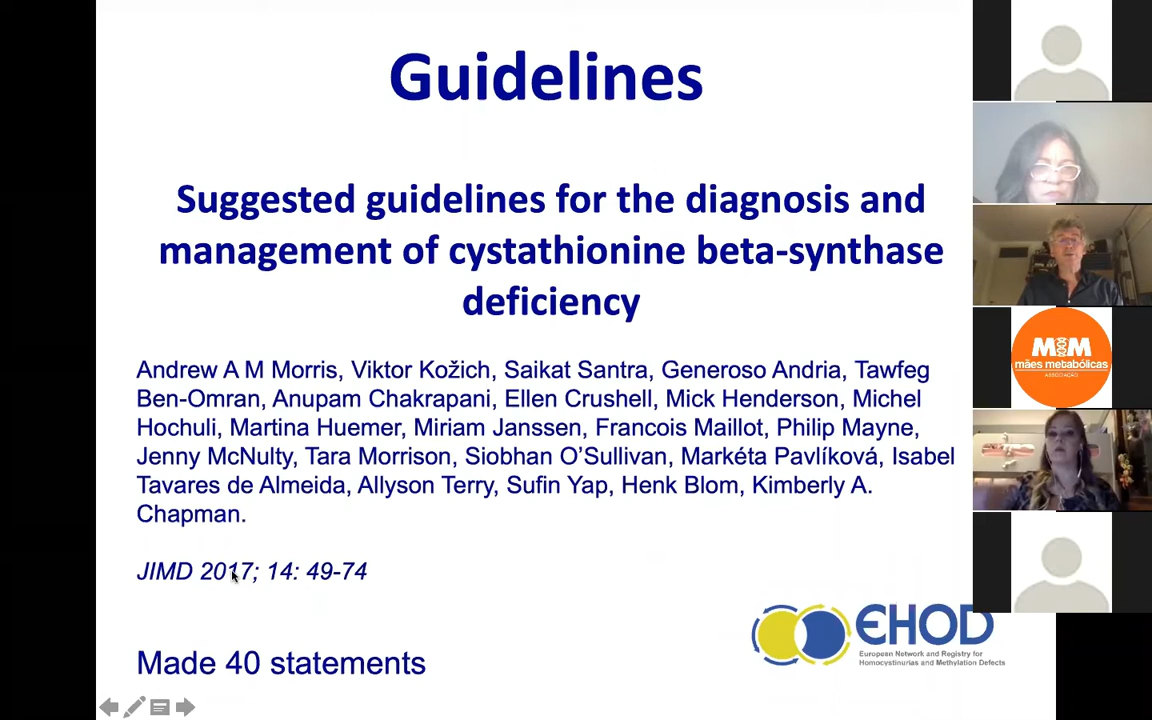 Guidelines
Suggested guidelines for the diagnosis and
management of cystathionine beta-synthase
deficiency
Andrew A M Morris, Viktor Kožich, Saikat Santra, Generoso Andria, Tawfeg
Ben-Omran, Anupam Chakrapani, Ellen Crushell, Mick Henderson, Michel
Hochuli, Martina Huemer, Miriam Janssen, Francois Maillot, Philip Mayne,
Jenny McNulty, Tara Morrison, Siobhan O’Sullivan, Markéta Pavlíková, Isabel
Tavares de Almeida, Allyson Terry, Sufin Yap, Henk Blom, Kimberly A.
Chapman.
JIMD 2017; 14: 49-74
Made 40 statements
EHOD
European Network and Registry for
Homocystinurias and Methylation Defects
MM
mães metabólicas
ASSOCIAÇÃO